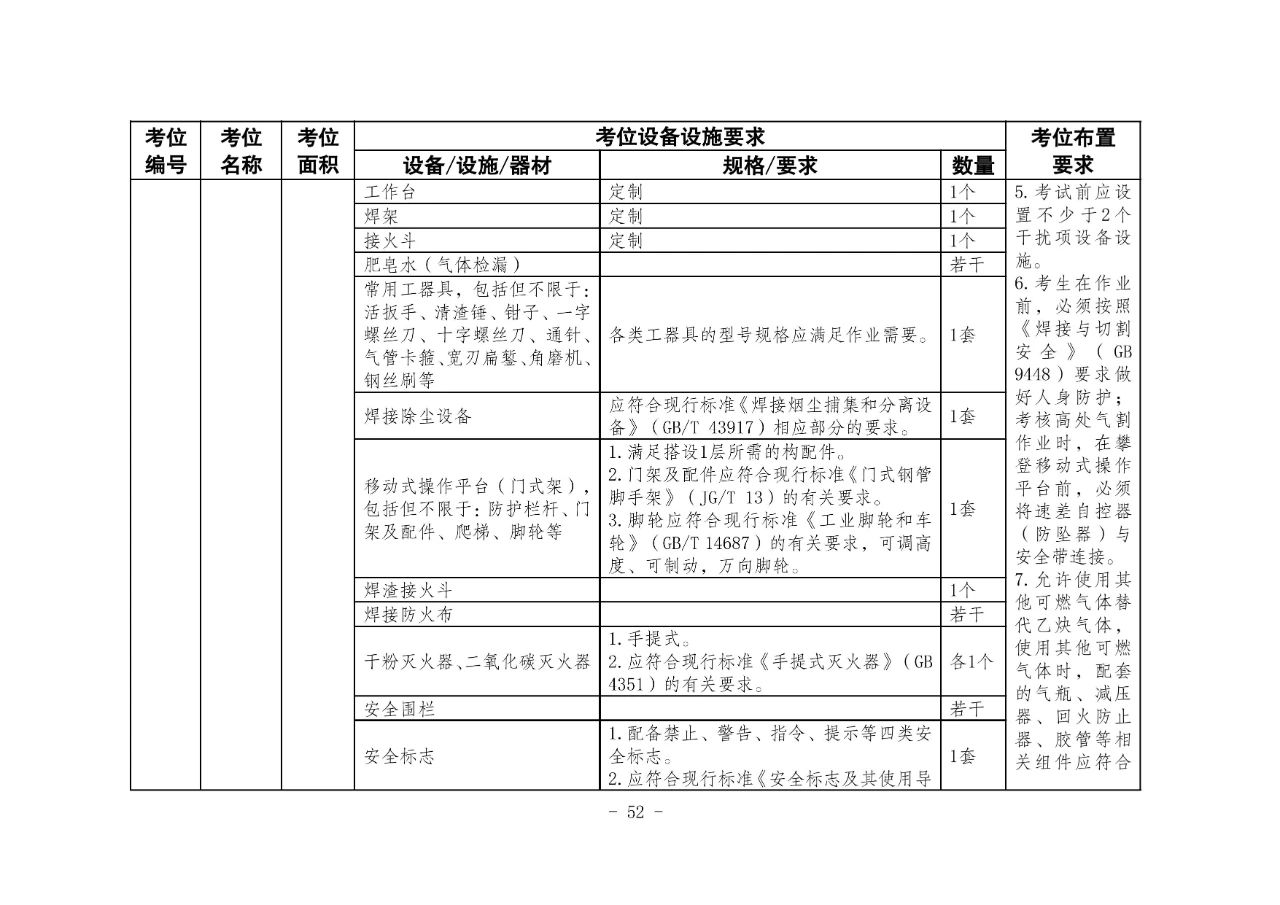 考位编号
考位名称
考位面积
考位设备设施要求
考位布置要求
设备/设施/器材
规格/要求
数量
工作台
定制
1个
焊架
定制
1个
接火斗
定制
1个
肥皂水（气体检漏）
若干
常用工器具，包括但不限于：
活扳手、清渣锤、钳子、一字
螺丝刀、十字螺丝刀、通针、
气管卡箍、宽刃扁錾、角磨机、
钢丝刷等
各类工器具的型号规格应满足作业需要。
1套
焊接除尘设备
应符合现行标准《焊接烟尘捕集和分离设
备》（GB/T 43917）相应部分的要求。
1套
移动式操作平台（门式架），
包括但不限于：防护栏杆、门
架及配件、爬梯、脚轮等
1.满足搭设1层所需的构配件。
2.门架及配件应符合现行标准《门式钢管
脚手架》（JG/T 13）的有关要求。
3.脚轮应符合现行标准《工业脚轮和车
轮》（GB/T 14687）的有关要求，可调高
度、可制动，万向脚轮。
1套
焊渣接火斗
1个
焊接防火布
若干
干粉灭火器、二氧化碳灭火器
1.手提式。
2.应符合现行标准《手提式灭火器》（GB
4351）的有关要求。
各1个
安全围栏
若干
安全标志
1.配备禁止、警告、指令、提示等四类安
全标志。
2.应符合现行标准《安全标志及其使用导
1套
5.考试前应设
置不少于2个
干扰项设备设
施。
6.考生在作业
前，必须按照
《焊接与切割
安全》（GB
9448）要求做
好人身防护；
考核高处气割
作业时，在攀
登移动式操作
平台前，必须
将速差自控器
（防坠器）与
安全带连接。
7.允许使用其
他可燃气体替
代乙炔气体，
使用其他可燃
气体时，配套
的气瓶、减压
器、回火防止
器、胶管等相
关组件应符合
- 52 -